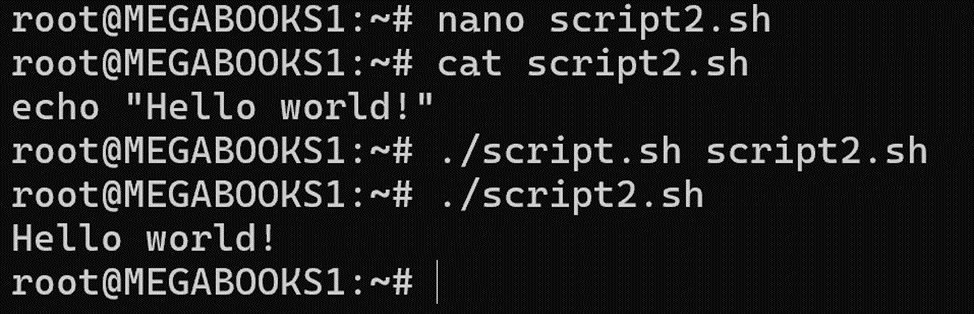 root@MEGABOOKS1:~# nano script2.sh
root@MEGABOOKS1:~# cat script2.sh
echo "Hello world!"
root@MEGABOOKS1:~# ./script.sh script2.sh
root@MEGABOOKS1:~# ./script2.sh
Hello world!
root@MEGABOOKS1:~#